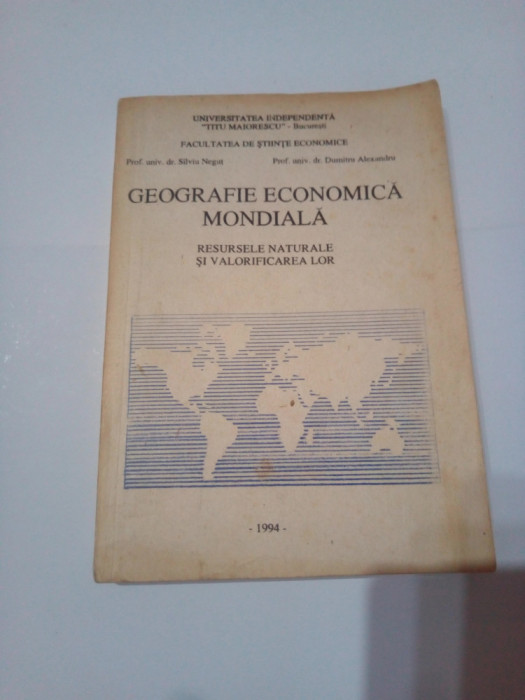 UNIVERSITATEA INDEPENDENTĂ
"TITU MAIORESCU" - București
FACULTATEA DE ȘTIINȚE ECONOMICE
Prof. univ. dr. Silviu Neguț Prof. univ. dr. Dumitru Alexandru
GEOGRAFIE ECONOMICĂ
MONDIALĂ
RESURSELE NATURALE
ȘI VALORIFICAREA LOR
- 1994 -